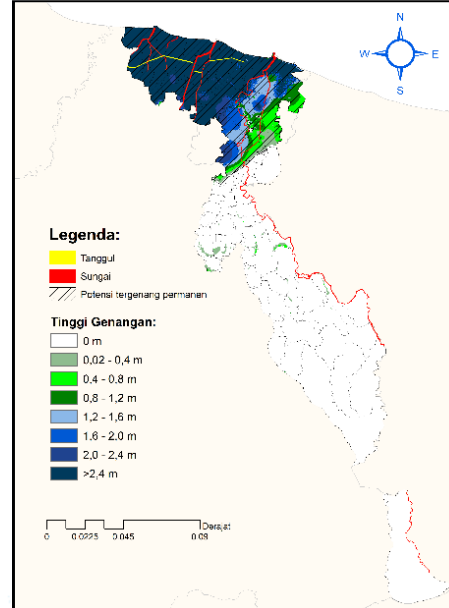 N
W E
S
Legenda:
Tanggul
Sungai
Potensi tergenang permanen
Tinggi Genangan:
0 m
0,02 - 0,4 m
0.4 - 0.8 m
0,8 - 1,2 m
1,2 - 1,6 m
1.6 - 2.0 m
2,0 - 2,4 m
>2,4 m
Derajat
0 0.0225 0.045 0.09